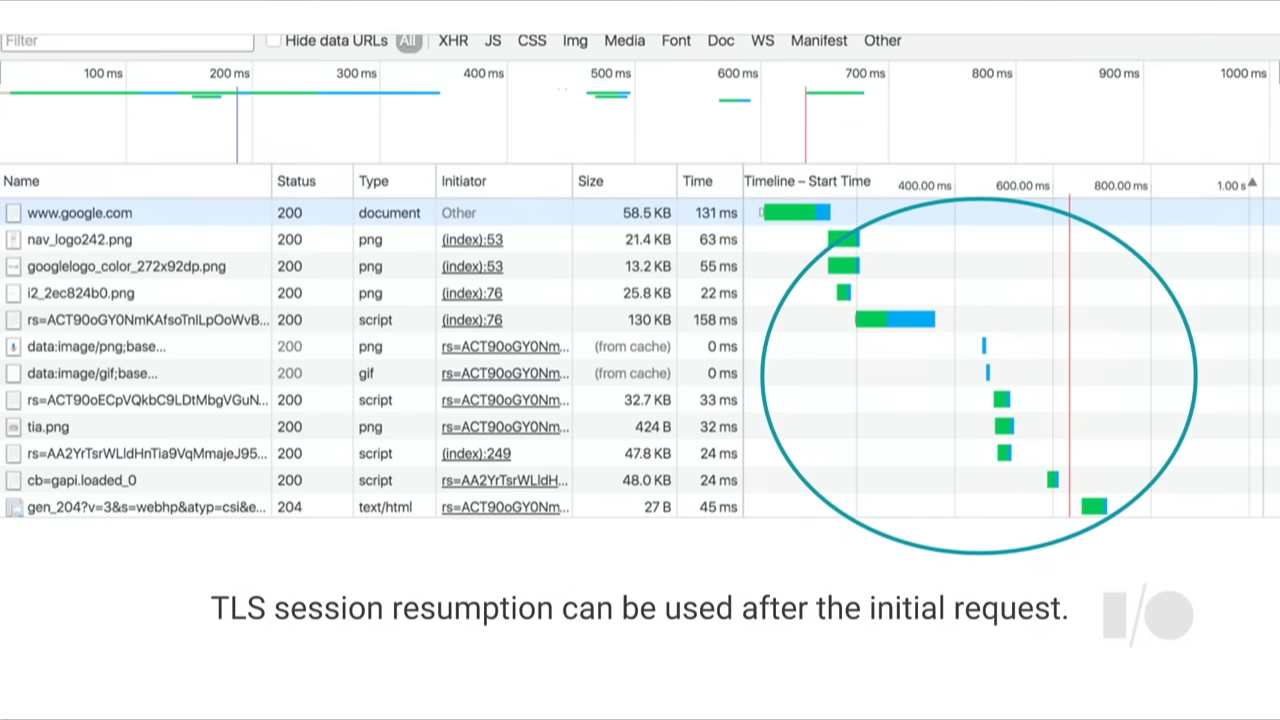 Filter Hide data URLs All XHR JS CSS Img Media Font Doc WS Manifest Other
100 ms 200 ms 300 ms 400 ms 500 ms 600 ms 700 ms 800 ms 900 ms 1000 ms
Name Status Type Initiator Size Time Timeline – Start Time 400.00 ms 600.00 ms 800.00 ms 1.00 s
www.google.com 200 document Other 58.5 KB 131 ms
nav_logo242.png 200 png (index):53 21.4 KB 63 ms
googlelogo_color_272x92dp.png 200 png (index):53 13.2 KB 55 ms
i2_2ec824b0.png 200 png (index):76 25.8 KB 22 ms
rs=ACT90oGY0NmKAfsoTnlLpOoWvB... 200 script (index):76 130 KB 158 ms
data:image/png;base... 200 png rs=ACT90oGY0Nm... (from cache) 0 ms
data:image/gif;base... 200 gif rs=ACT90oGY0Nm... (from cache) 0 ms
rs=ACT90oECpVQkbC9LDtMbgVGuN... 200 script rs=ACT90oGY0Nm... 32.7 KB 33 ms
tia.png 200 png rs=ACT90oGY0Nm... 424 B 32 ms
rs=AA2YrTsrWLldHnTia9VqMmajeJ95... 200 script (index):249 47.8 KB 24 ms
cb=gapi.loaded_0 200 script rs=AA2YrTsrWLldH... 48.0 KB 24 ms
gen_204?v=3&s=webhp&atyp=csi&e... 204 text/html rs=ACT90oGY0Nm... 27 B 45 ms
TLS session resumption can be used after the initial request.
I/O